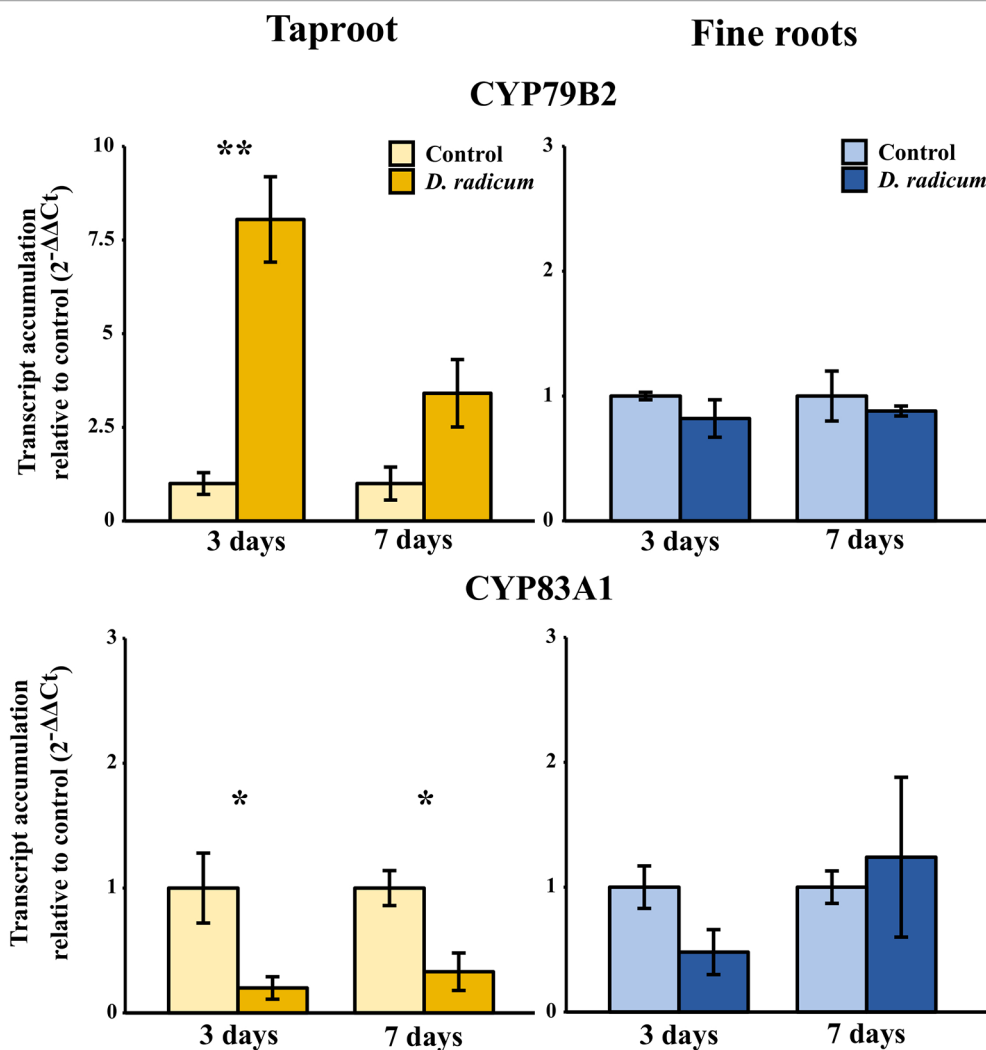 Taproot
Fine roots
CYP79B2
Transcript accumulation
relative to control (2-ΔΔCt)
10
7.5
5
2.5
0
**
Control
D. radicum
3 days
7 days
3
2
1
0
Control
D. radicum
3 days
7 days
CYP83A1
Transcript accumulation
relative to control (2-ΔΔCt)
3
2
1
0
*
*
3 days
7 days
3
2
1
0
3 days
7 days